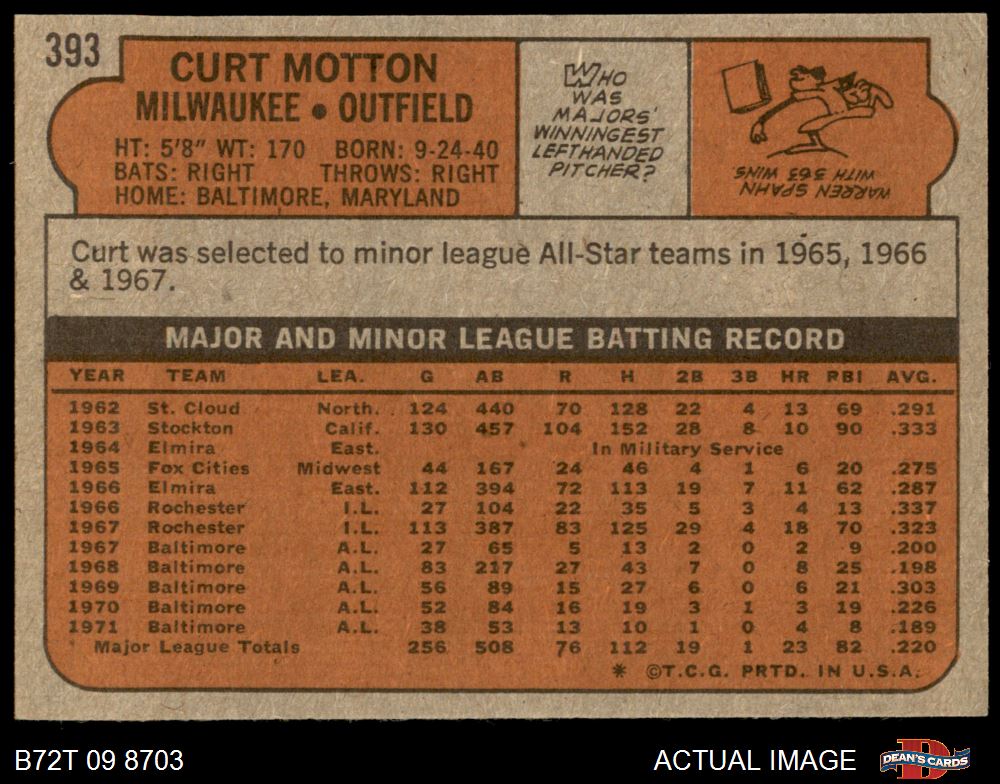 393
CURT MOTTON
MILWAUKEE • OUTFIELD
HT: 5'8" WT: 170 BORN: 9-24-40
BATS: RIGHT THROWS: RIGHT
HOME: BALTIMORE, MARYLAND
WHO
WAS
MAJORS'
WINNINGEST
LEFTHANDED
PITCHER?
WARREN SPAHN
WITH 363 WINS
Curt was selected to minor league All-Star teams in 1965, 1966
& 1967.
MAJOR AND MINOR LEAGUE BATTING RECORD
YEAR TEAM LEA. G AB R H 2B 3B HR RBI AVG.
1962 St. Cloud North. 124 440 70 128 22 4 13 69 .291
1963 Stockton Calif. 130 457 104 152 28 8 10 90 .333
1964 Elmira East. In Military Service
1965 Fox Cities Midwest 44 167 24 46 4 1 6 20 .275
1966 Elmira East. 112 394 72 113 19 7 11 62 .287
1966 Rochester I.L. 27 104 22 35 5 3 4 13 .337
1967 Rochester I.L. 113 387 83 125 29 4 18 70 .323
1967 Baltimore A.L. 27 65 5 13 2 0 2 9 .200
1968 Baltimore A.L. 83 217 27 43 7 0 8 25 .198
1969 Baltimore A.L. 56 89 15 27 6 0 6 21 .303
1970 Baltimore A.L. 52 84 16 19 3 1 3 19 .226
1971 Baltimore A.L. 38 53 13 10 1 0 4 8 .189
Major League Totals 256 508 76 112 19 1 23 82 .220
* ©T.C.G. PRTD. IN U.S.A.
B72T 09 8703
ACTUAL IMAGE
D
DEAN'S CARDS